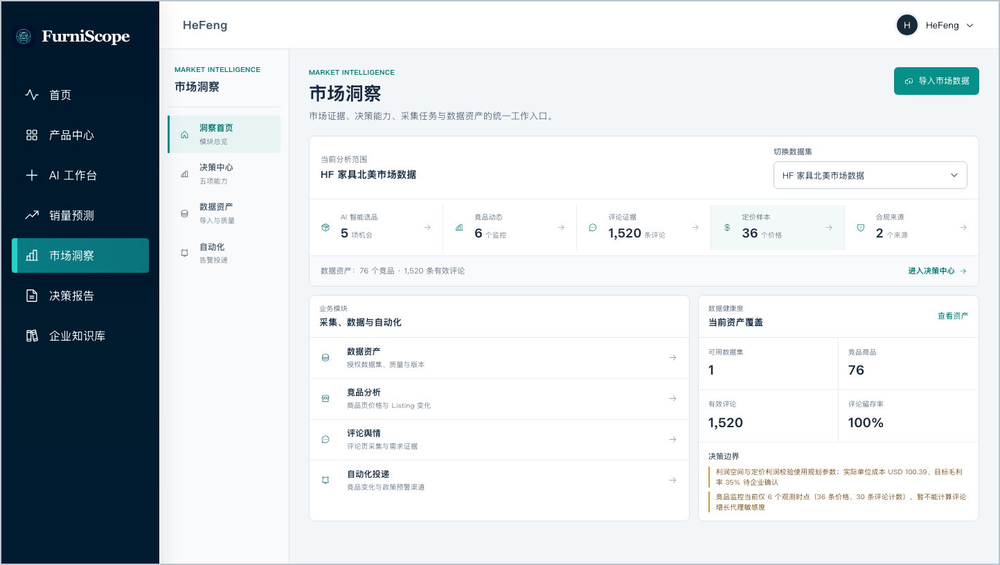 FurniScope
首页
产品中心
AI 工作台
销量预测
市场洞察
决策报告
企业知识库
HeFeng
H
HeFeng
MARKET INTELLIGENCE
市场洞察
洞察首页
模块总览
决策中心
五项能力
数据资产
导入与质量
自动化
告警投递
MARKET INTELLIGENCE
市场洞察
市场证据、决策能力、采集任务与数据资产的统一工作入口。
导入市场数据
当前分析范围
HF 家具北美市场数据
切换数据集
HF 家具北美市场数据
AI 智能选品
5 项机会
竞品动态
6 个监控
评论证据
1,520 条评论
定价样本
36 个价格
合规来源
2 个来源
数据资产：76 个竞品 · 1,520 条有效评论
进入决策中心
业务模块
采集、数据与自动化
数据资产
授权数据集、质量与版本
竞品分析
商品页价格与 Listing 变化
评论舆情
评论页采集与需求证据
自动化投递
竞品变化与政策预警渠道
数据健康度
当前资产覆盖
查看资产
可用数据集
1
竞品商品
76
有效评论
1,520
评论留存率
100%
决策边界
利润空间与定价利润校验使用规划参数；实际单位成本 USD 100.39、目标毛利
率 35% 待企业确认
竞品监控当前仅 6 个观测时点（36 条价格、30 条评论计数），暂不能计算评论
增长代理敏感度